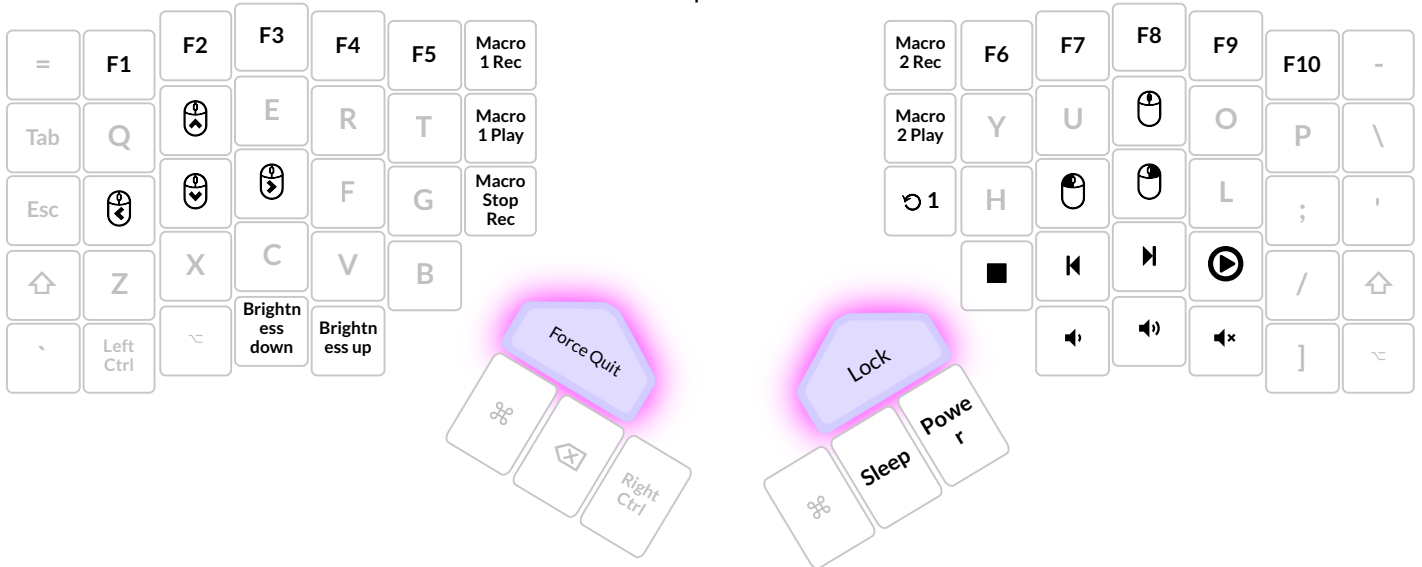 =
F1
F2
F3
F4
F5
Macro
1 Rec
Tab
Q
E
R
T
Macro
1 Play
Esc
F
G
Macro
Stop
Rec
Z
X
C
V
B
`
Left
Ctrl
Brightn
ess
down
Brightn
ess up
Force Quit
Right
Ctrl
Macro
2 Rec
F6
F7
F8
F9
F10
-
Macro
2 Play
Y
U
O
P
\
1
H
L
;
'
/
]
Lock
Sleep
Powe
r